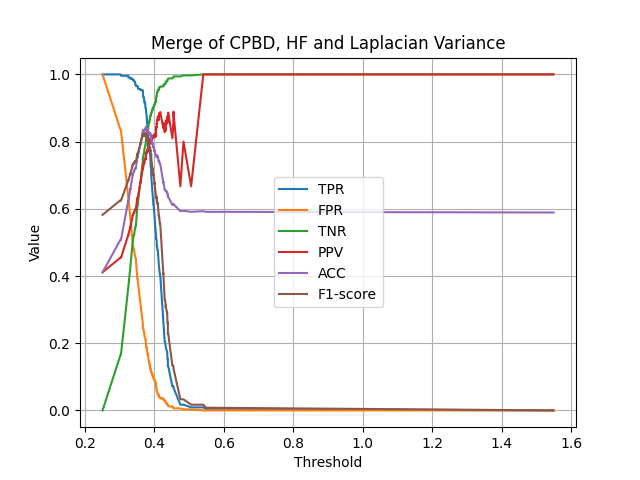 Merge of CPBD, HF and Laplacian Variance
1.0
0.8
0.6
0.4
0.2
0.0
Value
TPR
FPR
TNR
PPV
ACC
F1-score
0.2 0.4 0.6 0.8 1.0 1.2 1.4 1.6
Threshold